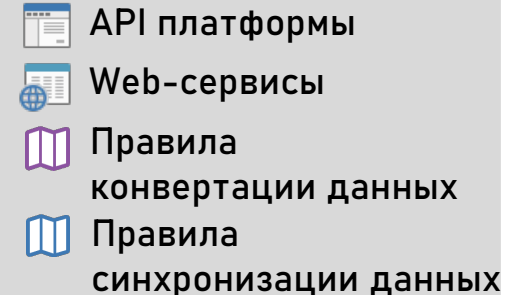 API платформы
Web-сервисы
Правила
конвертации данных
Правила
синхронизации данных